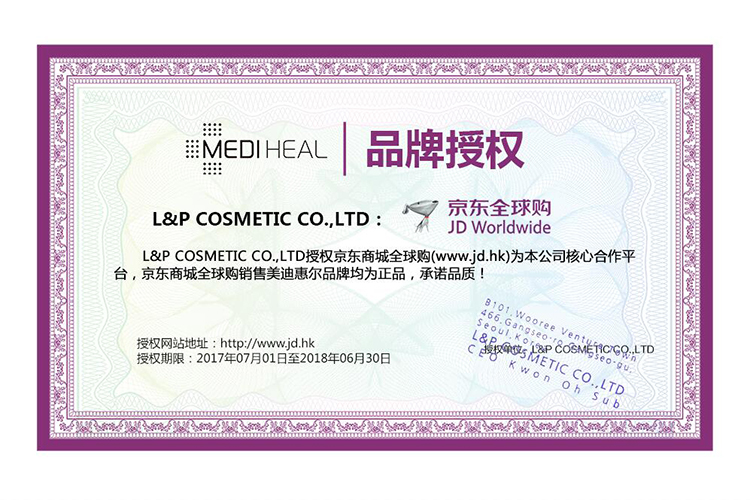 MEDIHEAL 品牌授权
L&P COSMETIC CO.,LTD： 京东全球购
JD Worldwide
L&P COSMETIC CO.,LTD授权京东商城全球购(www.jd.hk)为本公司核心合作平
台，京东商城全球购销售美迪惠尔品牌均为正品，承诺品质！
授权网站地址：http://www.jd.hk
授权期限：2017年07月01日至2018年06月30日
B101, Wooree Venture Town
466, Gangseo-ro, Gangseo-gu,
Seoul, Korea
授权单位：L&P COSMETIC CO.,LTD
L&P COSMETIC CO.,LTD
CEO Kwon Oh Sub